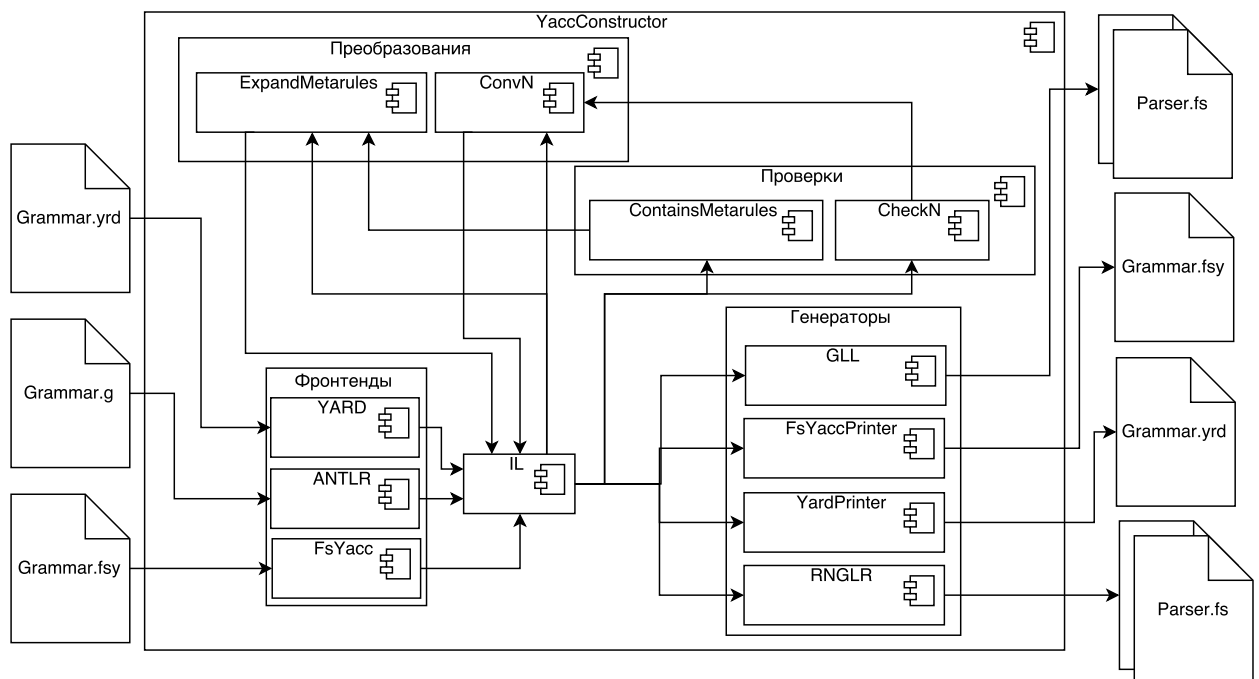 YaccConstructor
Преобразования
ExpandMetarules
ConvN
Parser.fs
Проверки
ContainsMetarules
CheckN
Grammar.yrd
Grammar.fsy
Генераторы
GLL
Grammar.g
Фронтенды
YARD
FsYaccPrinter
Grammar.yrd
IL
ANTLR
YardPrinter
FsYacc
Grammar.fsy
RNGLR
Parser.fs